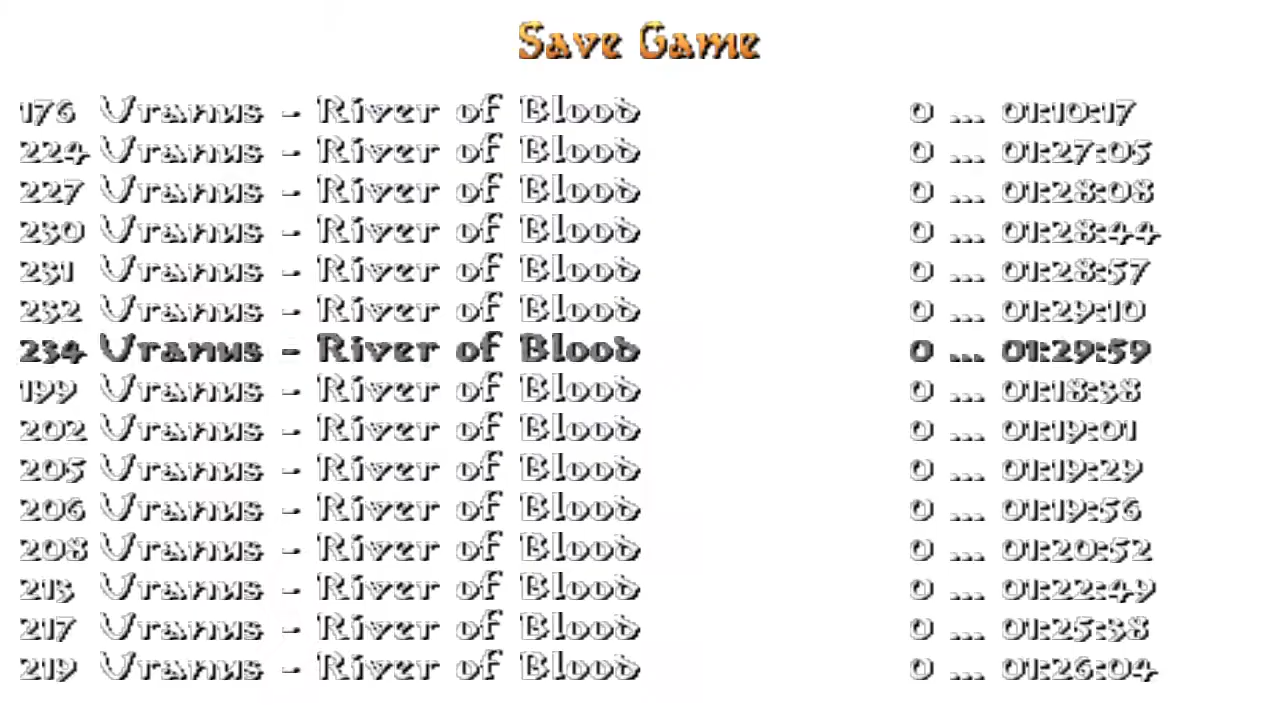 Save Game
176 Uranus - River of Blood 0 ... 01:10:17
224 Uranus - River of Blood 0 ... 01:27:05
227 Uranus - River of Blood 0 ... 01:28:08
230 Uranus - River of Blood 0 ... 01:28:44
231 Uranus - River of Blood 0 ... 01:28:57
232 Uranus - River of Blood 0 ... 01:29:10
234 Uranus - River of Blood 0 ... 01:29:59
199 Uranus - River of Blood 0 ... 01:18:38
202 Uranus - River of Blood 0 ... 01:19:01
205 Uranus - River of Blood 0 ... 01:19:29
206 Uranus - River of Blood 0 ... 01:19:56
208 Uranus - River of Blood 0 ... 01:20:52
213 Uranus - River of Blood 0 ... 01:22:49
217 Uranus - River of Blood 0 ... 01:25:38
219 Uranus - River of Blood 0 ... 01:26:04